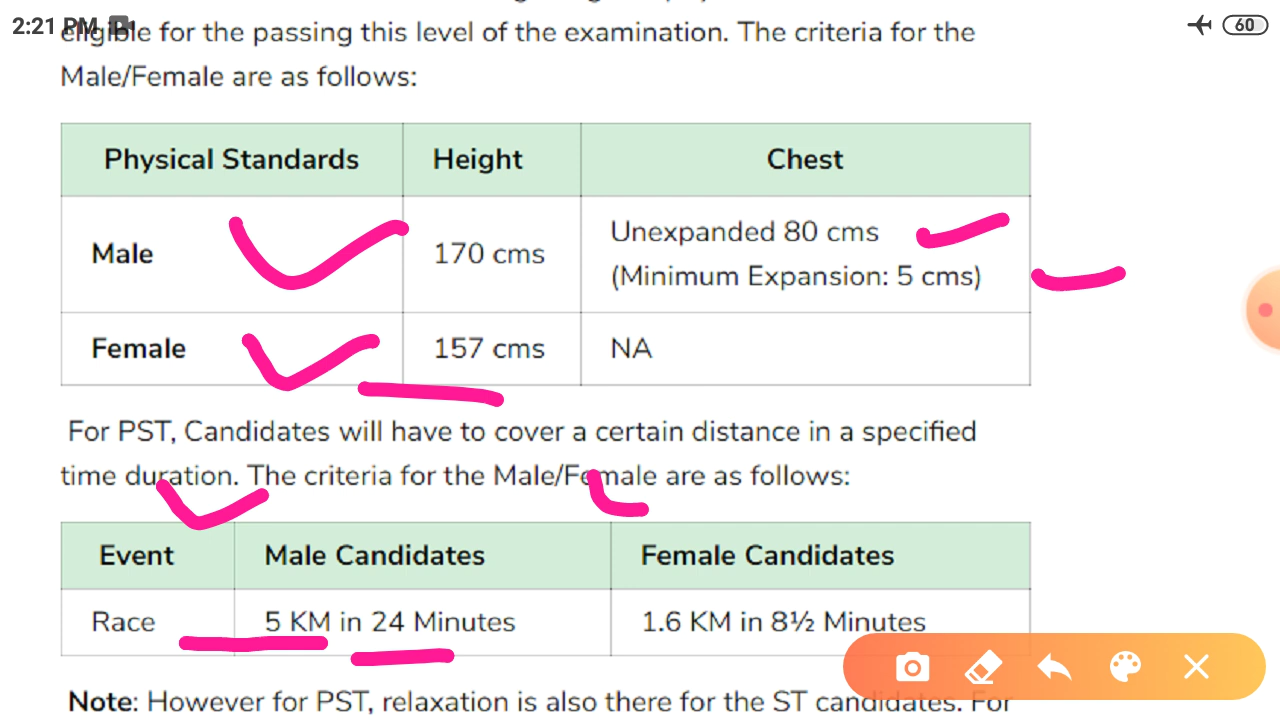 2:21 PM
60
eligible for the passing this level of the examination. The criteria for the
Male/Female are as follows:
Physical Standards Height Chest
Male 170 cms Unexpanded 80 cms
(Minimum Expansion: 5 cms)
Female 157 cms NA
For PST, Candidates will have to cover a certain distance in a specified
time duration. The criteria for the Male/Female are as follows:
Event Male Candidates Female Candidates
Race 5 KM in 24 Minutes 1.6 KM in 8½ Minutes
Note: However for PST, relaxation is also there for the ST candidates. For